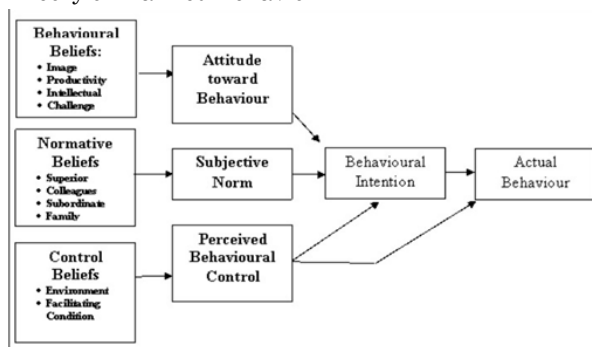 Behavioural
Beliefs:
• Image
• Productivity
• Intellectual
• Challenge
Attitude
toward
Behaviour
Normative
Beliefs
• Superior
• Colleagues
• Subordinate
• Family
Subjective
Norm
Behavioural
Intention
Actual
Behaviour
Control
Beliefs
• Environment
• Facilitating
Condition
Perceived
Behavioural
Control